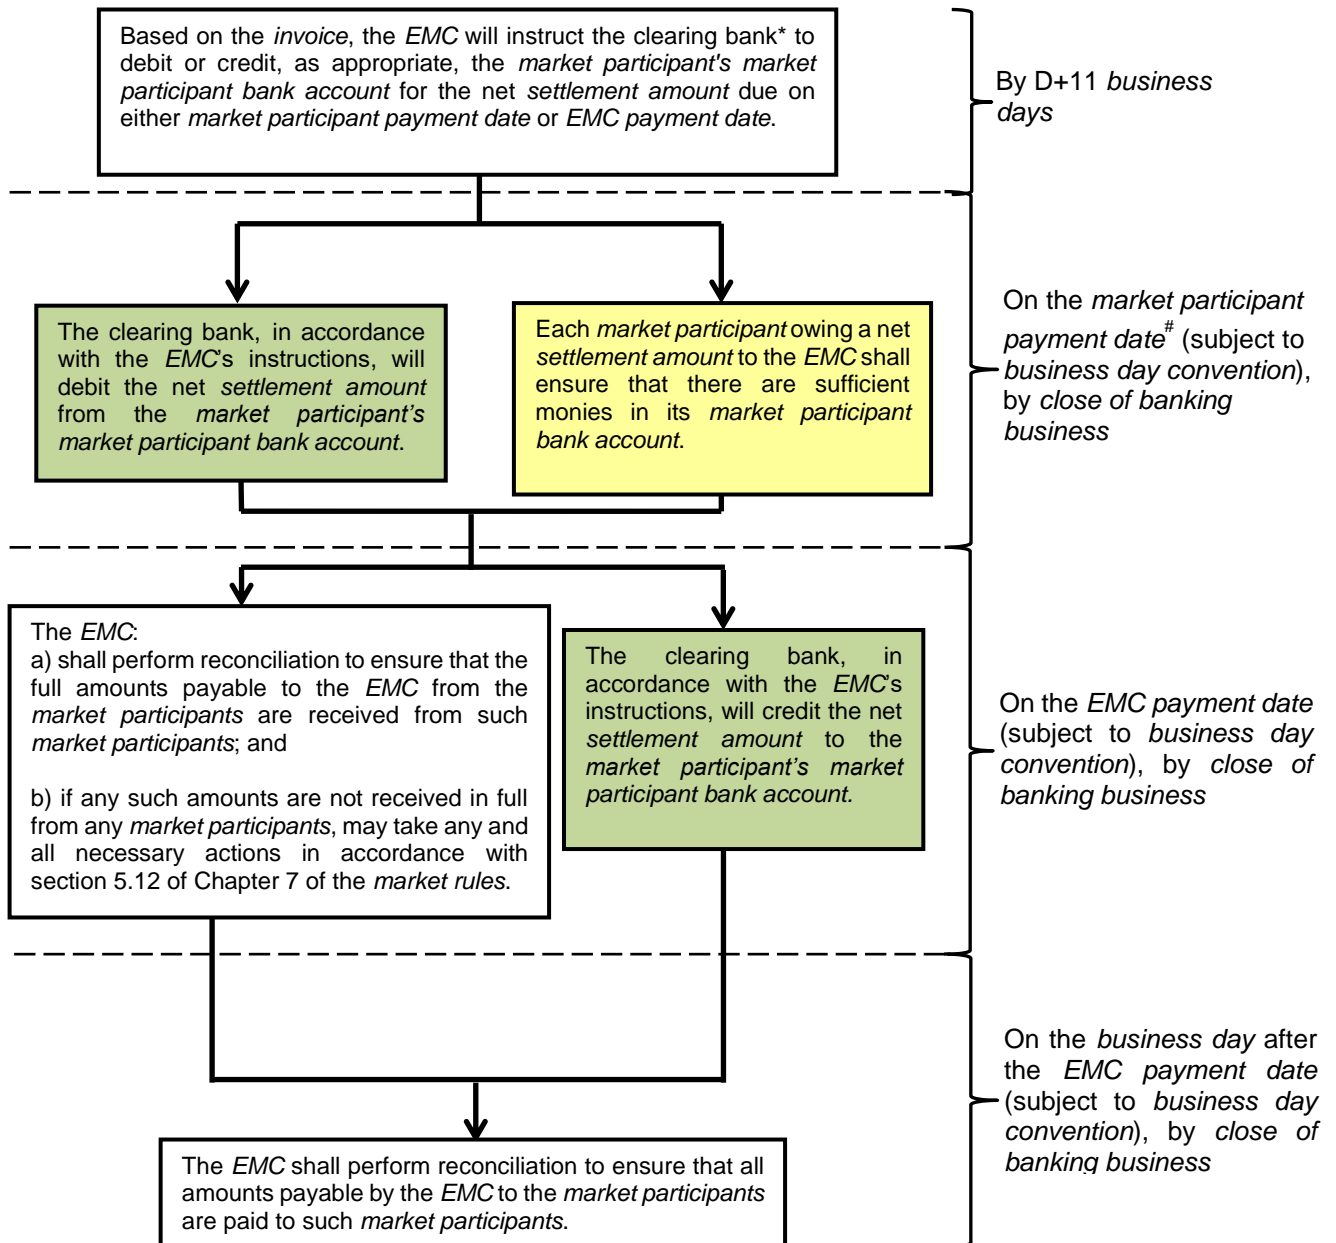 Based on the invoice, the EMC will instruct the clearing bank* to
debit or credit, as appropriate, the market participant's market
participant bank account for the net settlement amount due on
either market participant payment date or EMC payment date.
By D+11 business
days
The clearing bank, in accordance
with the EMC's instructions, will
debit the net settlement amount
from the market participant's
market participant bank account.
Each market participant owing a net
settlement amount to the EMC shall
ensure that there are sufficient
monies in its market participant
bank account.
On the market participant
payment date# (subject to
business day convention),
by close of banking
business
The EMC:
a) shall perform reconciliation to ensure that the
full amounts payable to the EMC from the
market participants are received from such
market participants; and
b) if any such amounts are not received in full
from any market participants, may take any and
all necessary actions in accordance with
section 5.12 of Chapter 7 of the market rules.
The clearing bank, in
accordance with the EMC's
instructions, will credit the net
settlement amount to the
market participant's market
participant bank account.
On the EMC payment date
(subject to business day
convention), by close of
banking business
On the business day after
the EMC payment date
(subject to business day
convention), by close of
banking business
The EMC shall perform reconciliation to ensure that all
amounts payable by the EMC to the market participants
are paid to such market participants.